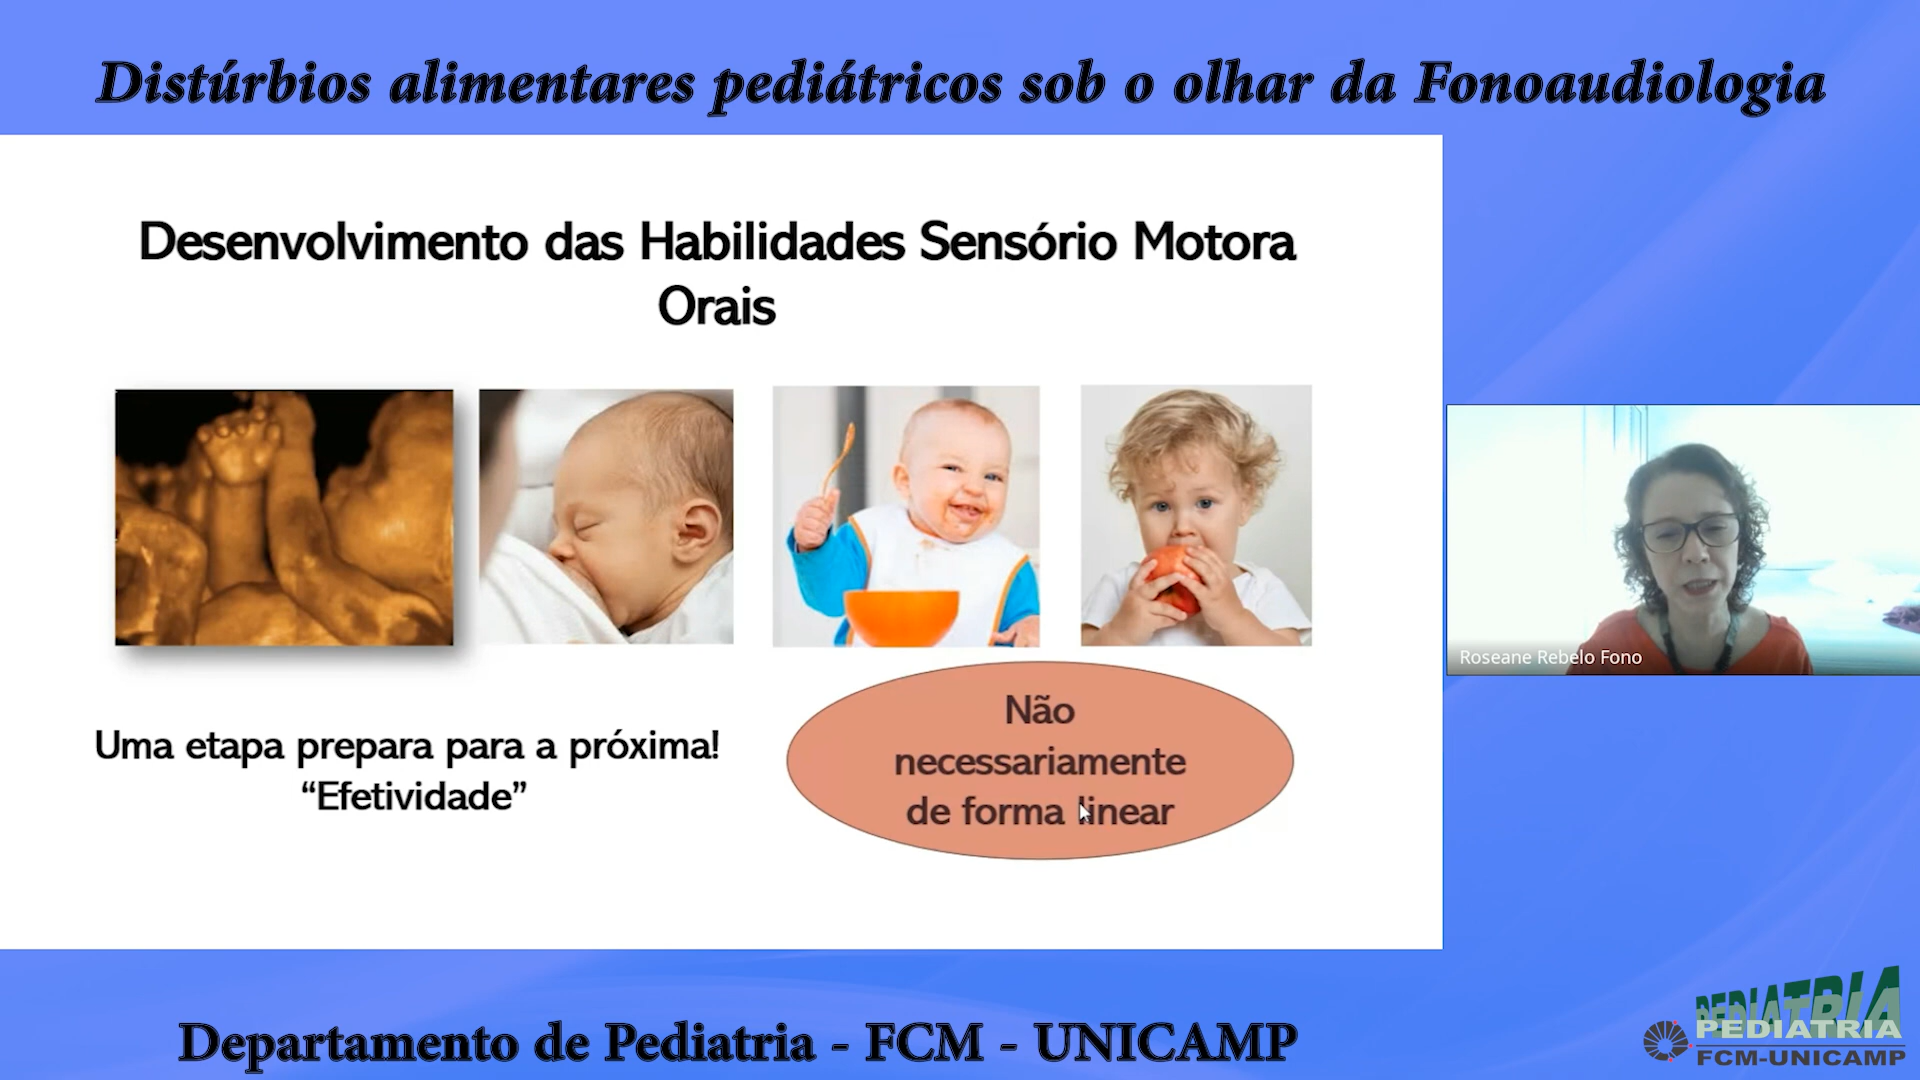 Distúrbios alimentares pediátricos sob o olhar da Fonoaudiologia
Desenvolvimento das Habilidades Sensório Motora
Orais
Uma etapa prepara para a próxima!
“Efetividade”
Não
necessariamente
de forma linear
Roseane Rebelo Fono
Departamento de Pediatria - FCM - UNICAMP
PEDIATRIA
PEDIATRIA
FCM-UNICAMP